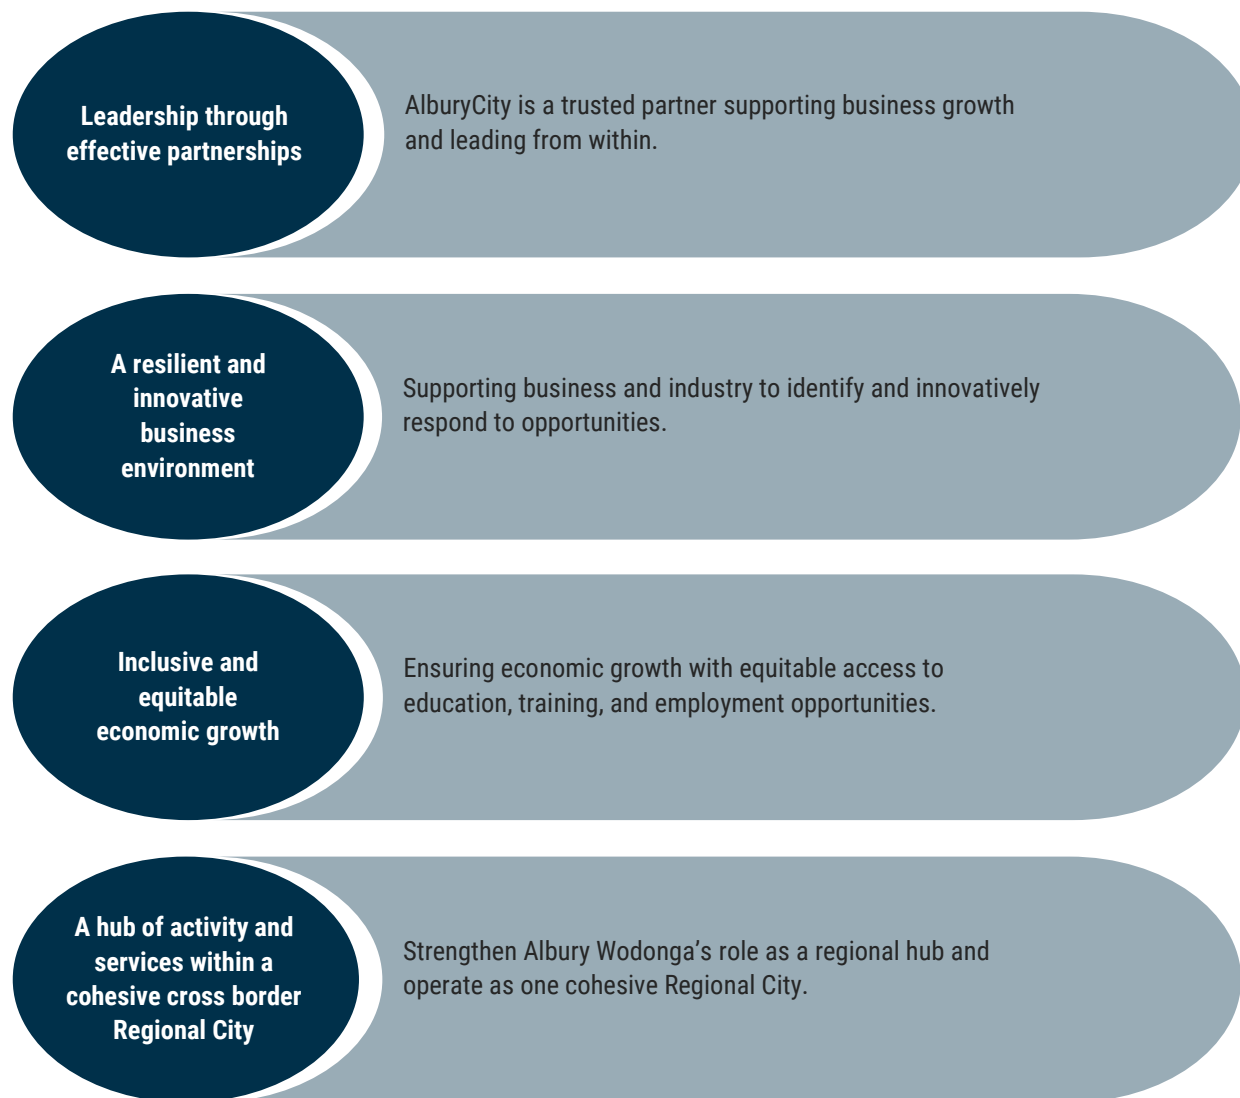 Leadership through
effective partnerships
AlburyCity is a trusted partner supporting business growth
and leading from within.
A resilient and
innovative
business
environment
Supporting business and industry to identify and innovatively
respond to opportunities.
Inclusive and
equitable
economic growth
Ensuring economic growth with equitable access to
education, training, and employment opportunities.
A hub of activity and
services within a
cohesive cross border
Regional City
Strengthen Albury Wodonga’s role as a regional hub and
operate as one cohesive Regional City.